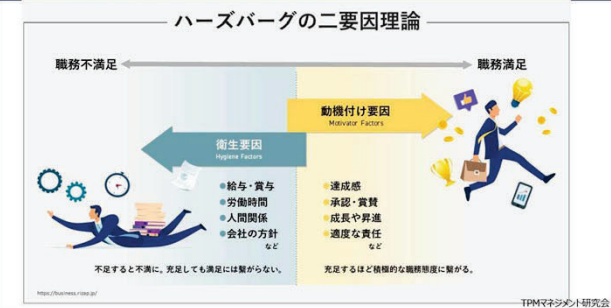 ハーズバーグの二要因理論
職務不満足
職務満足
動機付け要因
Motivator Factors
衛生要因
Hygiene Factors
●給与・賞与
●労働時間
●人間関係
●会社の方針
など
●達成感
●承認・賞賛
●成長や昇進
●適度な責任
など
不足すると不満に。充足しても満足には繋がらない。
充足するほど積極的な職務態度に繋がる。
https://business.rizap.jp/
TPMマネジメント研究会